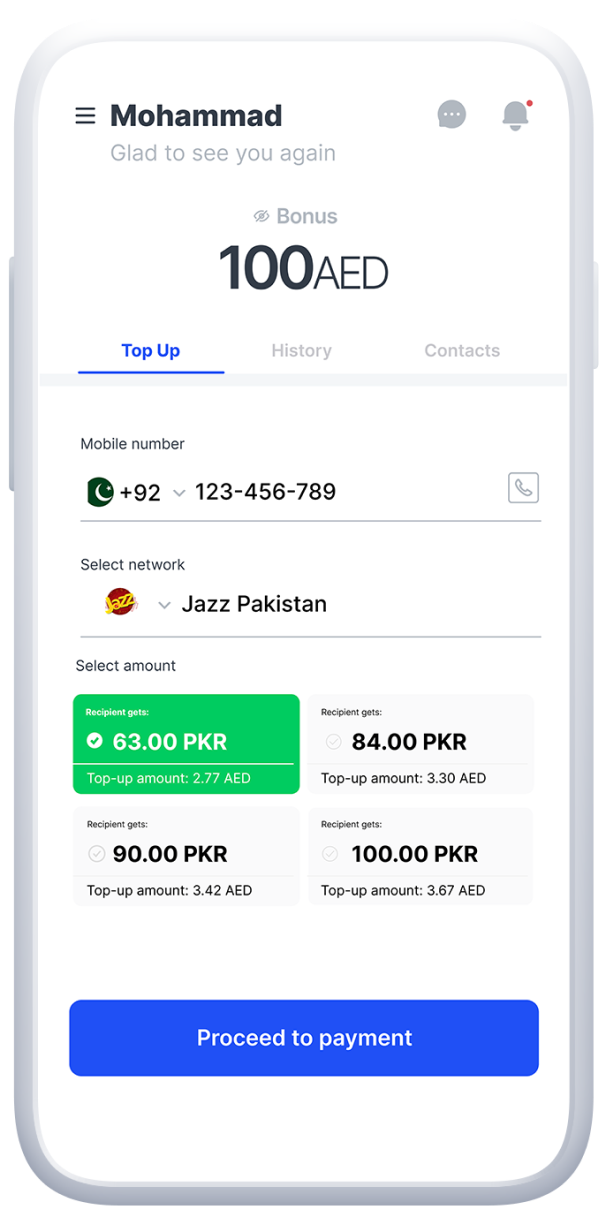 Mohammad
Glad to see you again
Bonus
100AED
Top Up History Contacts
Mobile number
+92 123-456-789
Select network
Jazz Jazz Pakistan
Select amount
Recipient gets: Recipient gets:
63.00 PKR 84.00 PKR
Top-up amount: 2.77 AED Top-up amount: 3.30 AED
Recipient gets: Recipient gets:
90.00 PKR 100.00 PKR
Top-up amount: 3.42 AED Top-up amount: 3.67 AED
Proceed to payment